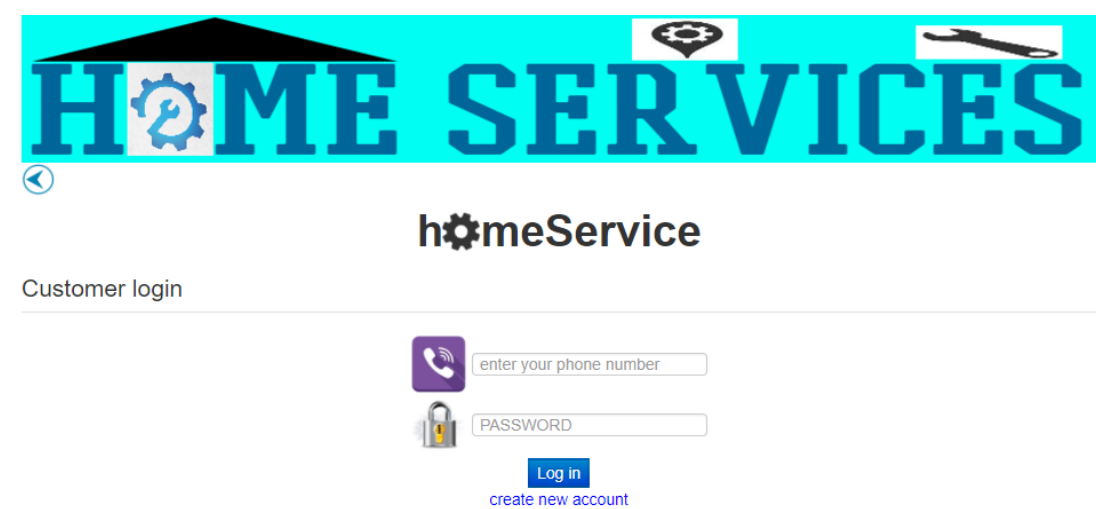 HOME SERVICES
homeService
Customer login
enter your phone number
PASSWORD
Log in
create new account